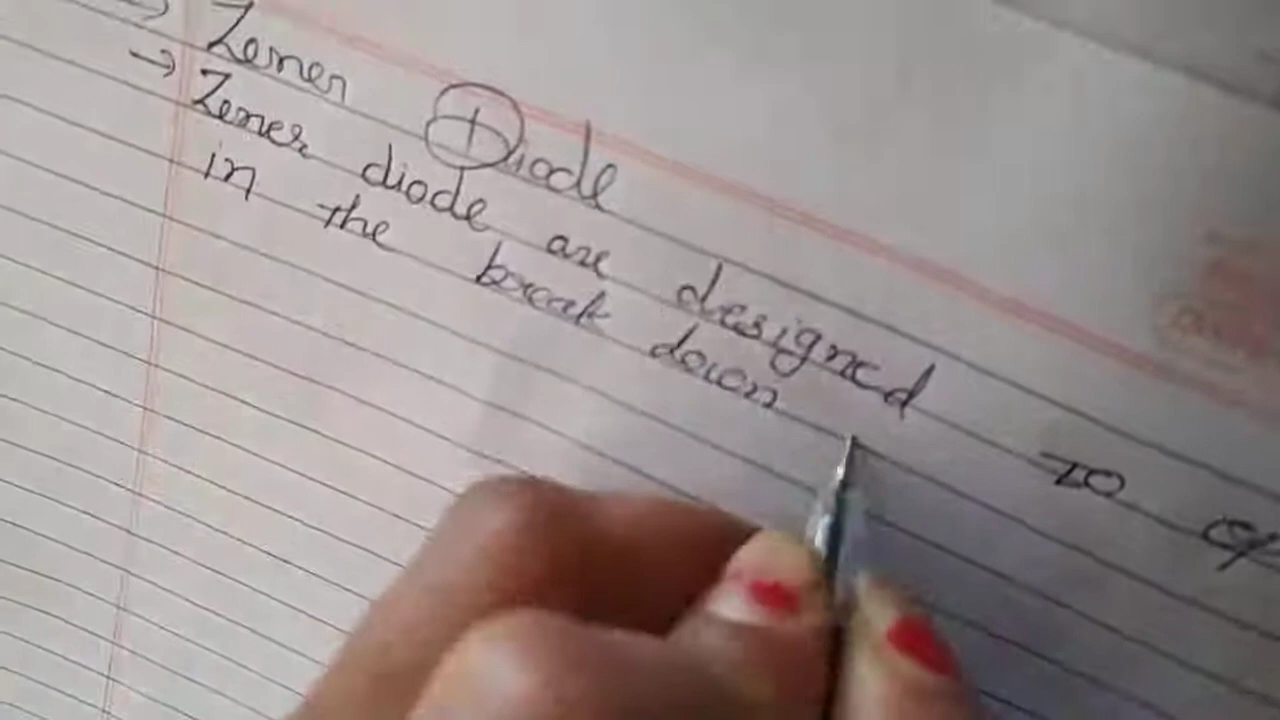 → Zener Diode
→ Zener diode are designed to
in the break down